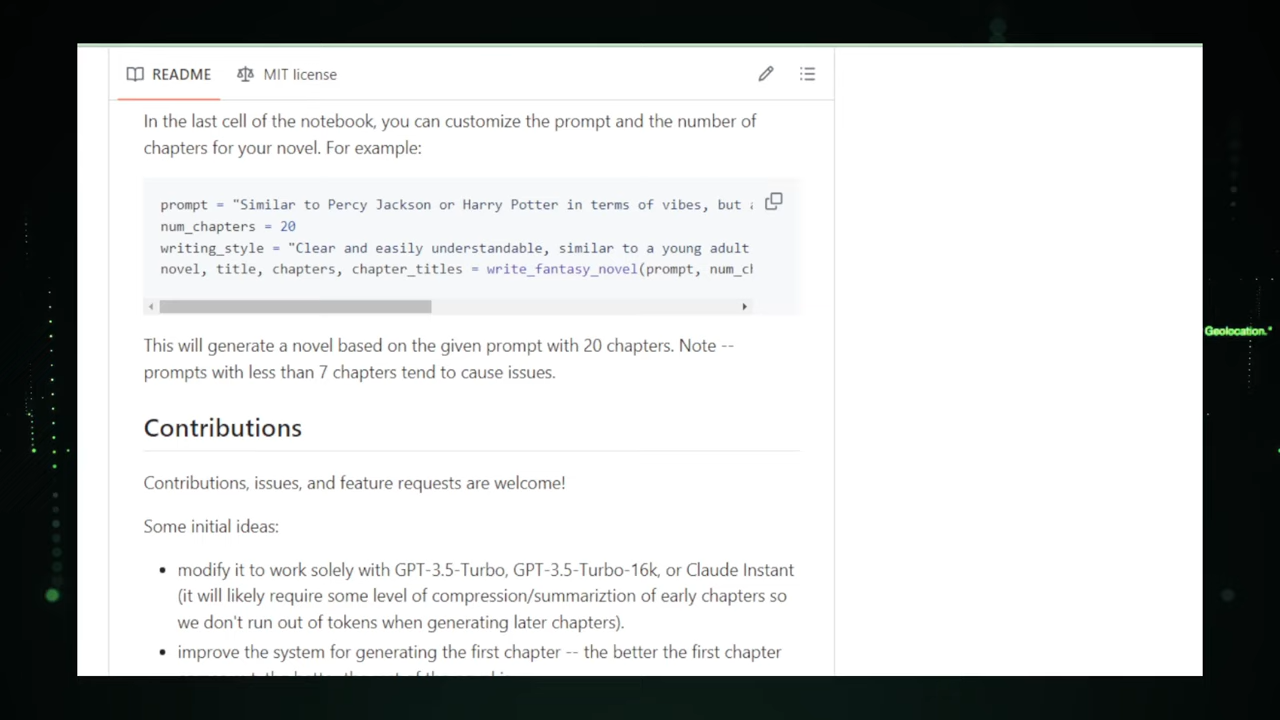 README MIT license
In the last cell of the notebook, you can customize the prompt and the number of
chapters for your novel. For example:
prompt = "Similar to Percy Jackson or Harry Potter in terms of vibes, but
num_chapters = 20
writing_style = "Clear and easily understandable, similar to a young adult
novel, title, chapters, chapter_titles = write_fantasy_novel(prompt, num_ch
This will generate a novel based on the given prompt with 20 chapters. Note --
prompts with less than 7 chapters tend to cause issues.
Geolocation."
Contributions
Contributions, issues, and feature requests are welcome!
Some initial ideas:
• modify it to work solely with GPT-3.5-Turbo, GPT-3.5-Turbo-16k, or Claude Instant
(it will likely require some level of compression/summariztion of early chapters so
we don't run out of tokens when generating later chapters).
• improve the system for generating the first chapter -- the better the first chapter